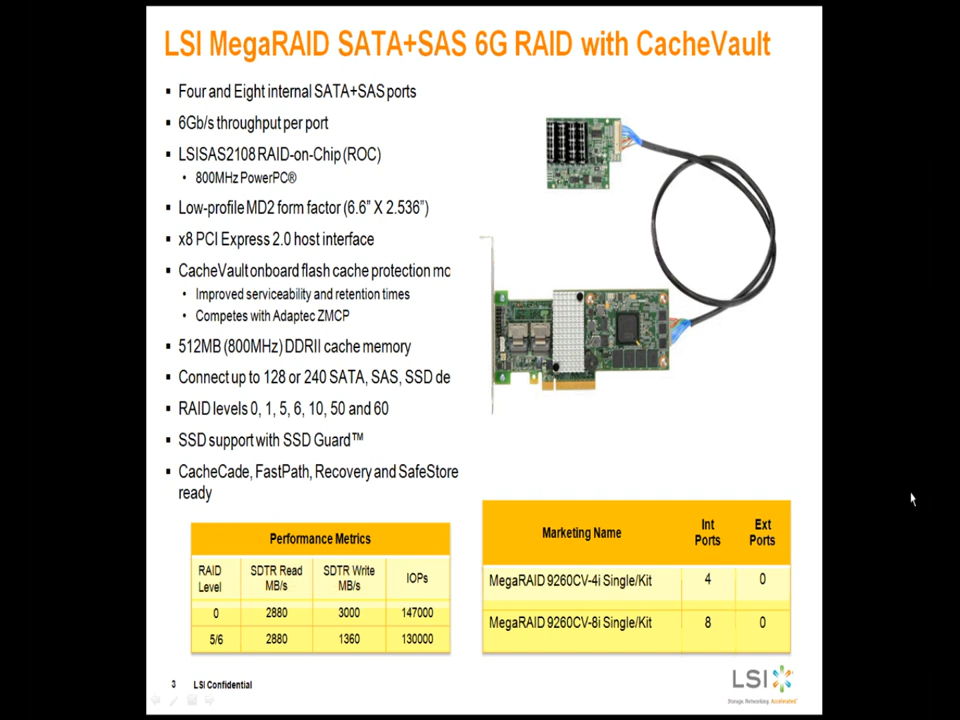 LSI MegaRAID SATA+SAS 6G RAID with CacheVault
▪ Four and Eight internal SATA+SAS ports
▪ 6Gb/s throughput per port
▪ LSISAS2108 RAID-on-Chip (ROC)
• 800MHz PowerPC®
▪ Low-profile MD2 form factor (6.6” X 2.536”)
▪ x8 PCI Express 2.0 host interface
▪ CacheVault onboard flash cache protection mo
• Improved serviceability and retention times
• Competes with Adaptec ZMCP
▪ 512MB (800MHz) DDRII cache memory
▪ Connect up to 128 or 240 SATA, SAS, SSD de
▪ RAID levels 0, 1, 5, 6, 10, 50 and 60
▪ SSD support with SSD Guard™
▪ CacheCade, FastPath, Recovery and SafeStore
ready
Performance Metrics
RAID Level SDTR Read MB/s SDTR Write MB/s IOPs
0 2880 3000 147000
5/6 2880 1360 130000
Marketing Name Int Ports Ext Ports
MegaRAID 9260CV-4i Single/Kit 4 0
MegaRAID 9260CV-8i Single/Kit 8 0
3 LSI Confidential
LSI
Storage. Networking. Accelerated.